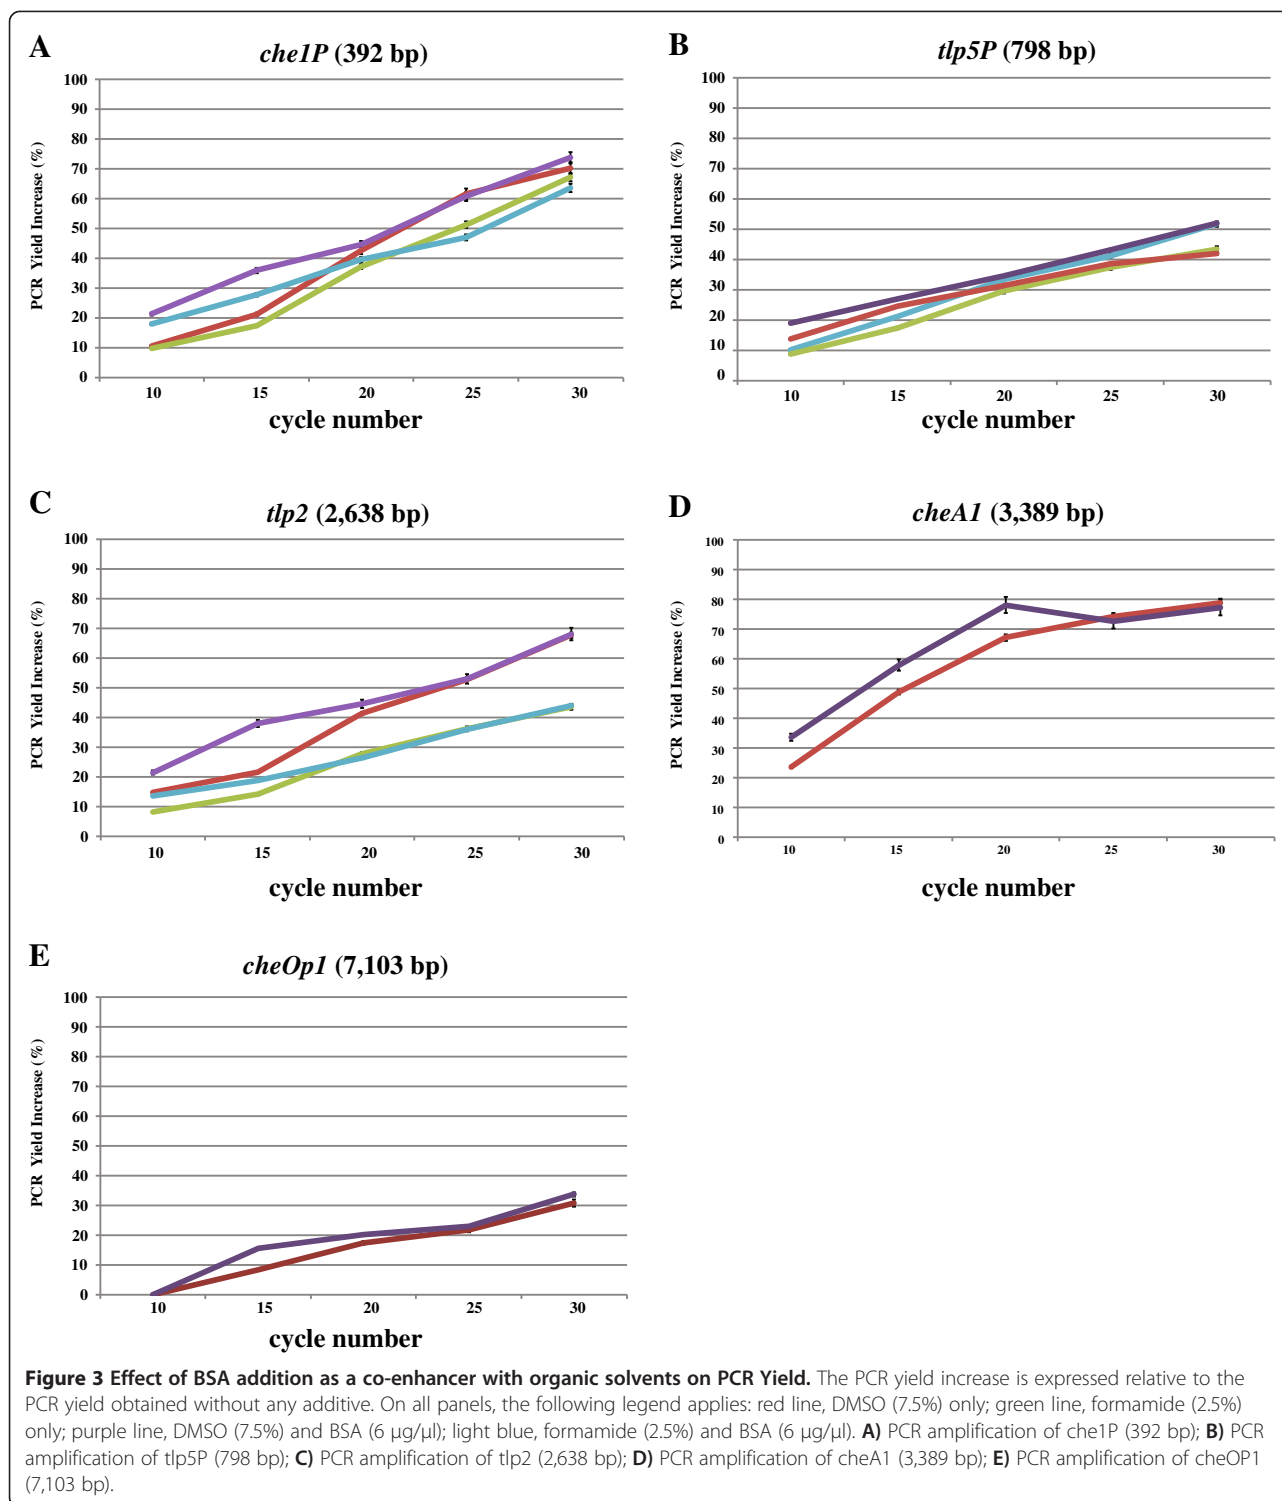 A
che1P (392 bp)
PCR Yield Increase (%)
100
90
80
70
60
50
40
30
20
10
0
10 15 20 25 30
cycle number
B
tlp5P (798 bp)
PCR Yield Increase (%)
100
90
80
70
60
50
40
30
20
10
0
10 15 20 25 30
cycle number
C
tlp2 (2,638 bp)
PCR Yield Increase (%)
100
90
80
70
60
50
40
30
20
10
0
10 15 20 25 30
cycle number
D
cheA1 (3,389 bp)
PCR Yield Increase (%)
100
90
80
70
60
50
40
30
20
10
0
10 15 20 25 30
cycle number
E
cheOp1 (7,103 bp)
PCR Yield Increase (%)
100
90
80
70
60
50
40
30
20
10
0
10 15 20 25 30
cycle number
Figure 3 Effect of BSA addition as a co-enhancer with organic solvents on PCR Yield. The PCR yield increase is expressed relative to the
PCR yield obtained without any additive. On all panels, the following legend applies: red line, DMSO (7.5%) only; green line, formamide (2.5%)
only; purple line, DMSO (7.5%) and BSA (6 μg/μl); light blue, formamide (2.5%) and BSA (6 μg/μl). A) PCR amplification of che1P (392 bp); B) PCR
amplification of tlp5P (798 bp); C) PCR amplification of tlp2 (2,638 bp); D) PCR amplification of cheA1 (3,389 bp); E) PCR amplification of cheOP1
(7,103 bp).